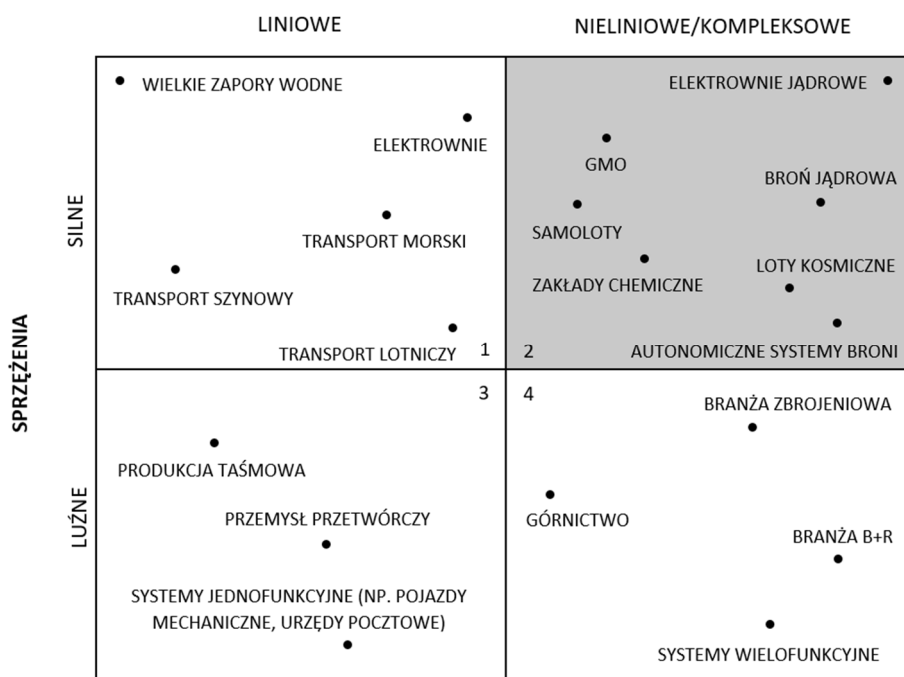 LINIOWE
NIELINIOWE/KOMPLEKSOWE
SPRZĘŻENIA
SILNE
WIELKIE ZAPORY WODNE
ELEKTROWNIE
TRANSPORT MORSKI
TRANSPORT SZYNOWY
TRANSPORT LOTNICZY
1
ELEKTROWNIE JĄDROWE
GMO
BROŃ JĄDROWA
SAMOLOTY
LOTY KOSMICZNE
ZAKŁADY CHEMICZNE
2
AUTONOMICZNE SYSTEMY BRONI
LUŹNE
3
PRODUKCJA TAŚMOWA
PRZEMYSŁ PRZETWÓRCZY
SYSTEMY JEDNOFUNKCYJNE (NP. POJAZDY
MECHANICZNE, URZĘDY POCZTOWE)
4
BRANŻA ZBROJENIOWA
GÓRNICTWO
BRANŻA B+R
SYSTEMY WIELOFUNKCYJNE